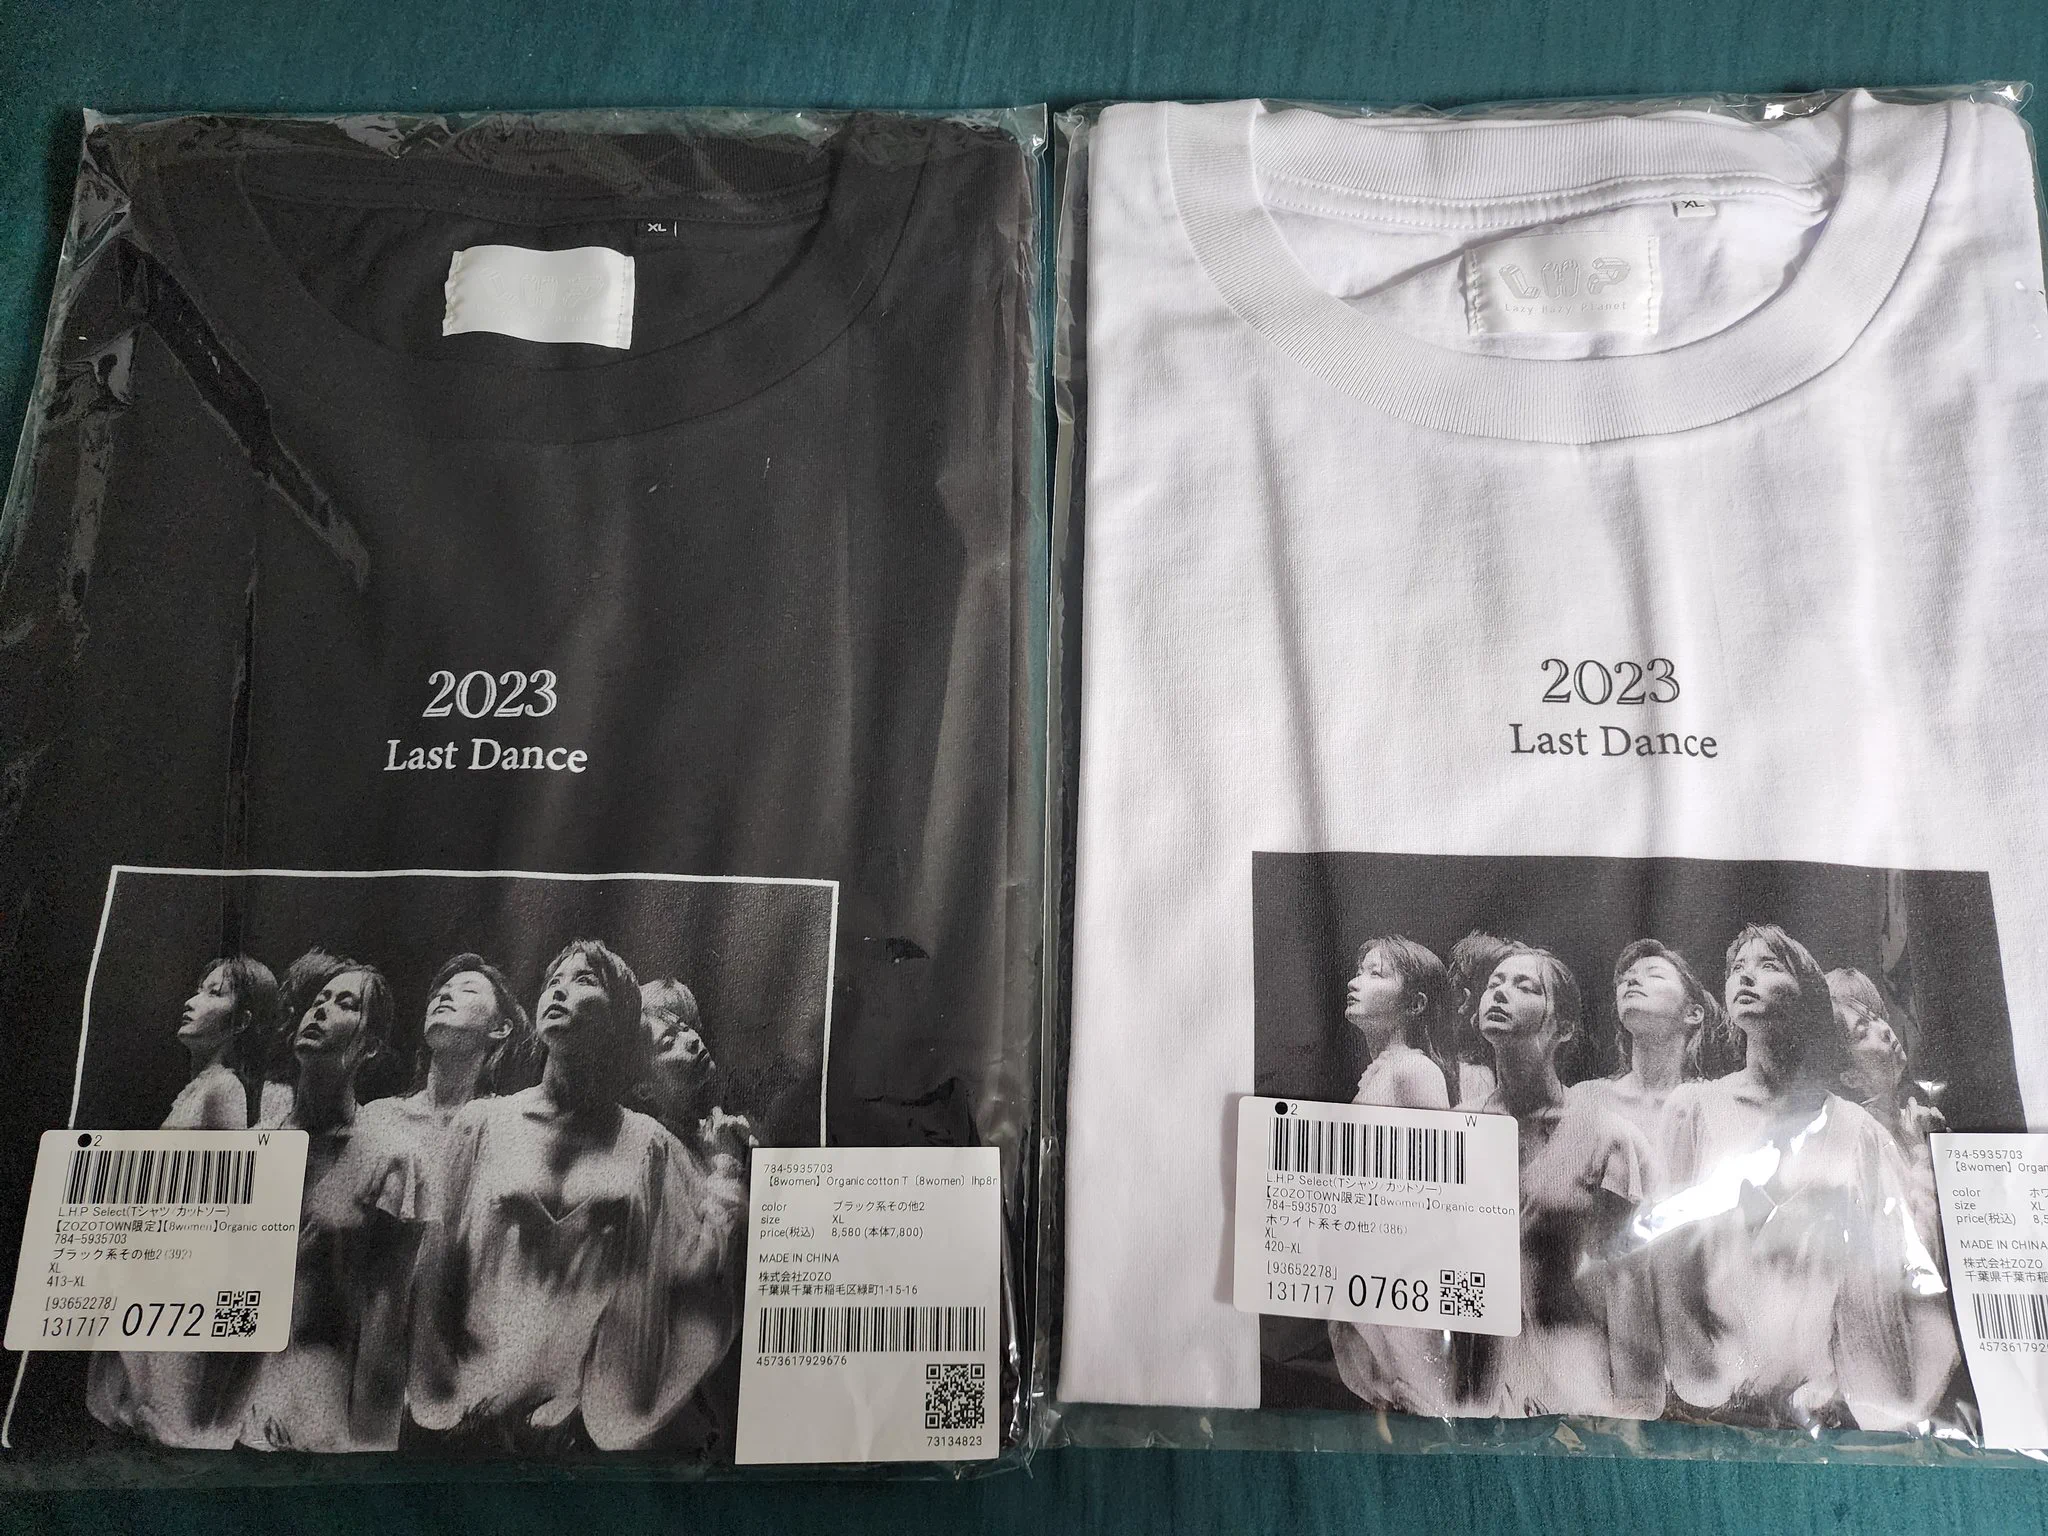 XL
2023
Last Dance
●2
W
L.H.P Select(Tシャツ/カットソー)
【ZOZOTOWN限定】【8women】Organic cotton
784-5935703
ブラック系その他2(392)
XL
413-XL
[93652278]
131717 0772
784-5935703
【8women】Organic cotton T〔8women〕lhp8r
color ブラック系その他2
size XL
price(税込) 8,580 (本体7,800)
MADE IN CHINA
株式会社ZOZO
千葉県千葉市稲毛区緑町1-15-16
4573617929676
73134823
XL
LHP
Lazy Hazy Planet
2023
Last Dance
●2
W
L.H.P Select(Tシャツ/カットソー)
【ZOZOTOWN限定】【8women】Organic cotton
784-5935703
ホワイト系その他2(386)
XL
420-XL
[93652278]
131717 0768
784-5935703
【8women】Orga
color ホワ
size XL
price(税込) 8,5
MADE IN CHINA
株式会社ZOZO
千葉県千葉市稲
457361792